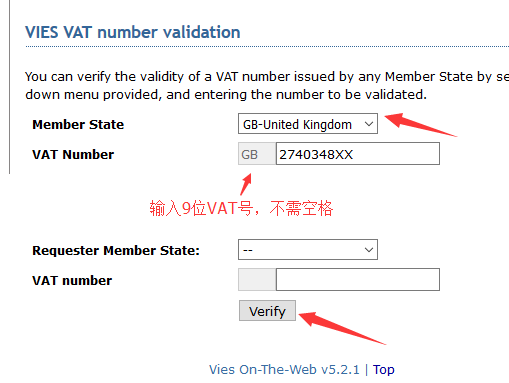 VIES VAT number validation
You can verify the validity of a VAT number issued by any Member State by se
down menu provided, and entering the number to be validated.
Member State GB-United Kingdom
VAT Number GB 2740348XX
输入9位VAT号，不需空格
Requester Member State: --
VAT number
Verify
Vies On-The-Web v5.2.1 | Top